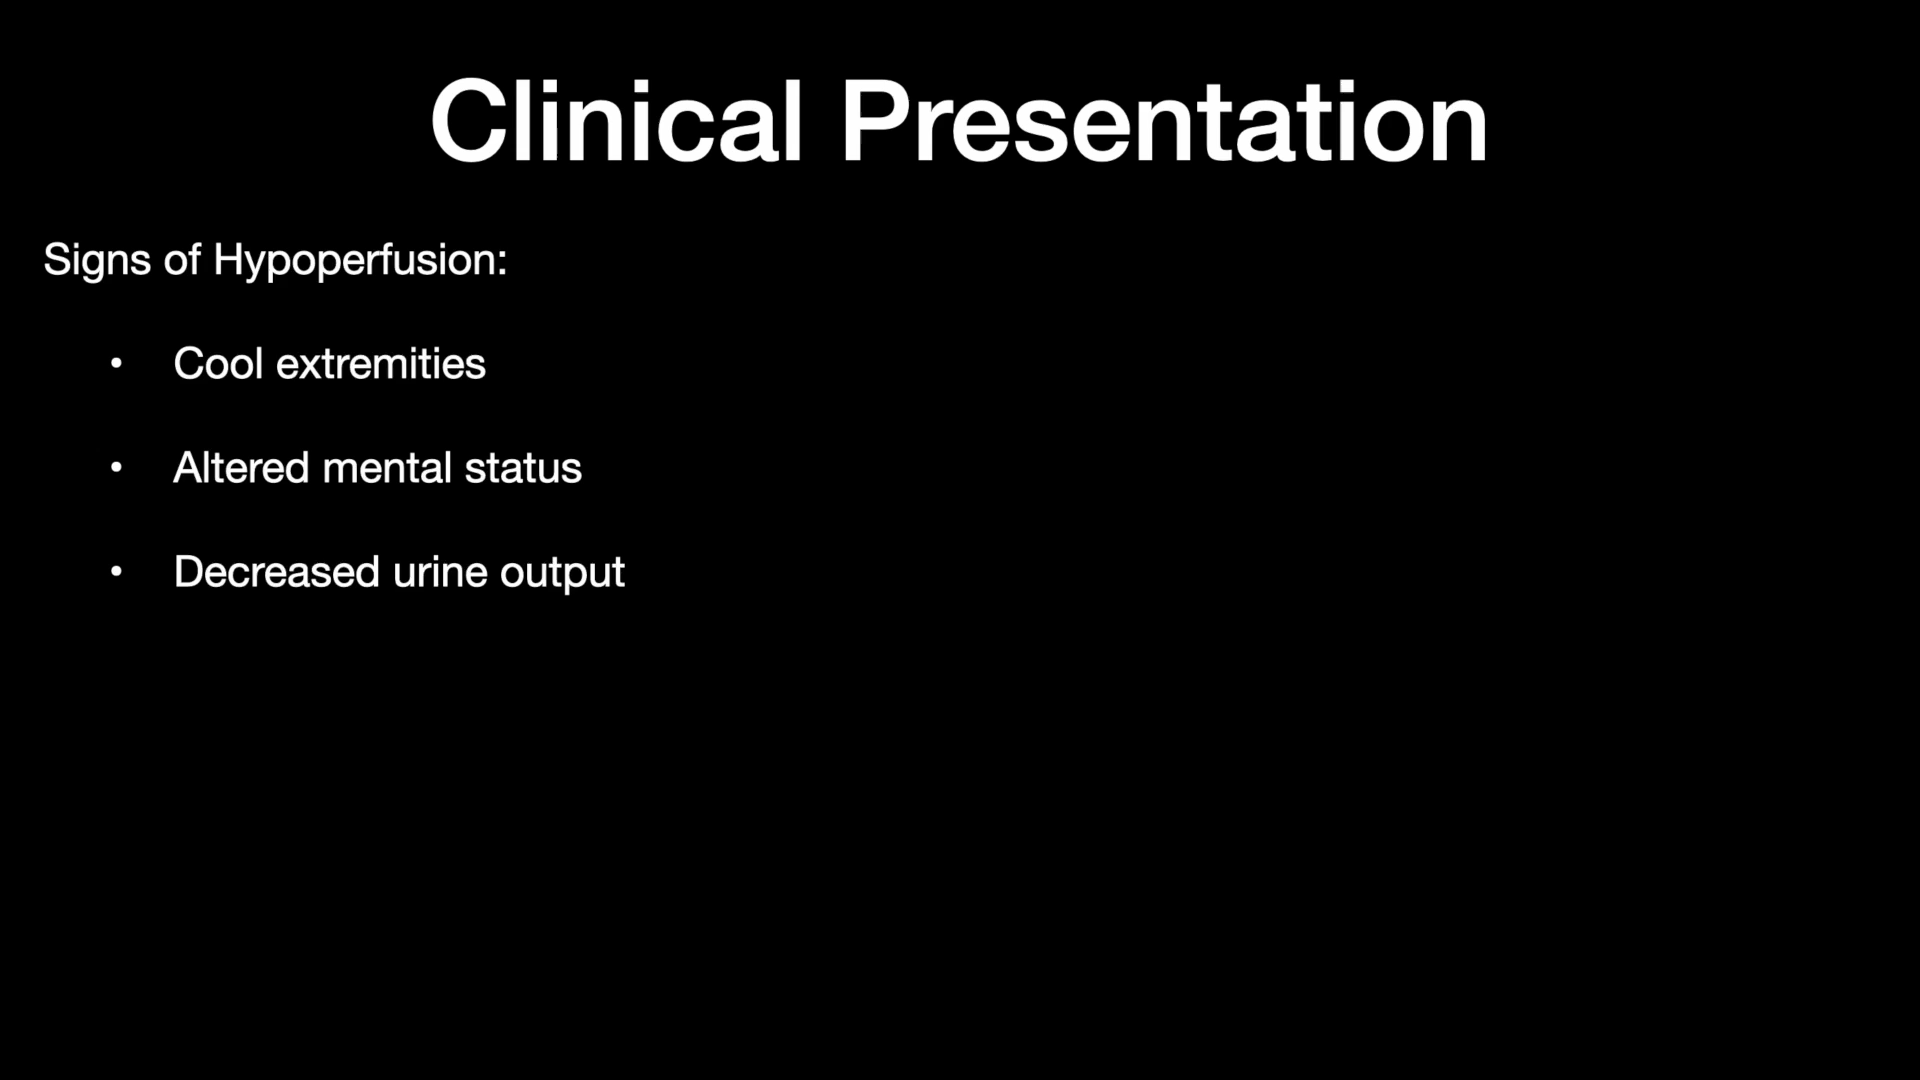 Clinical Presentation
Signs of Hypoperfusion:
• Cool extremities
• Altered mental status
• Decreased urine output